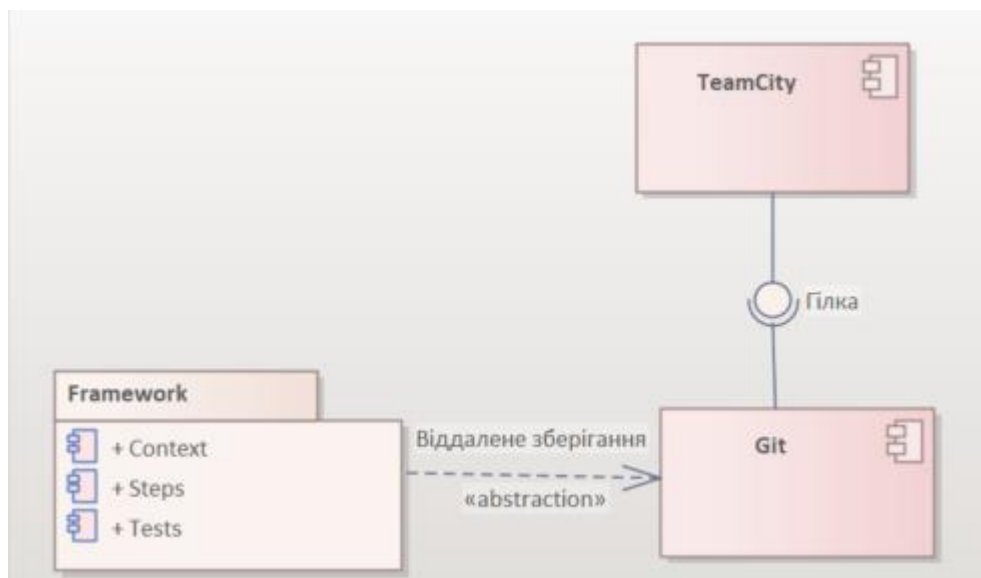 TeamCity
Гілка
Framework
+ Context
+ Steps
+ Tests
Віддалене зберігання
«abstraction»
Git